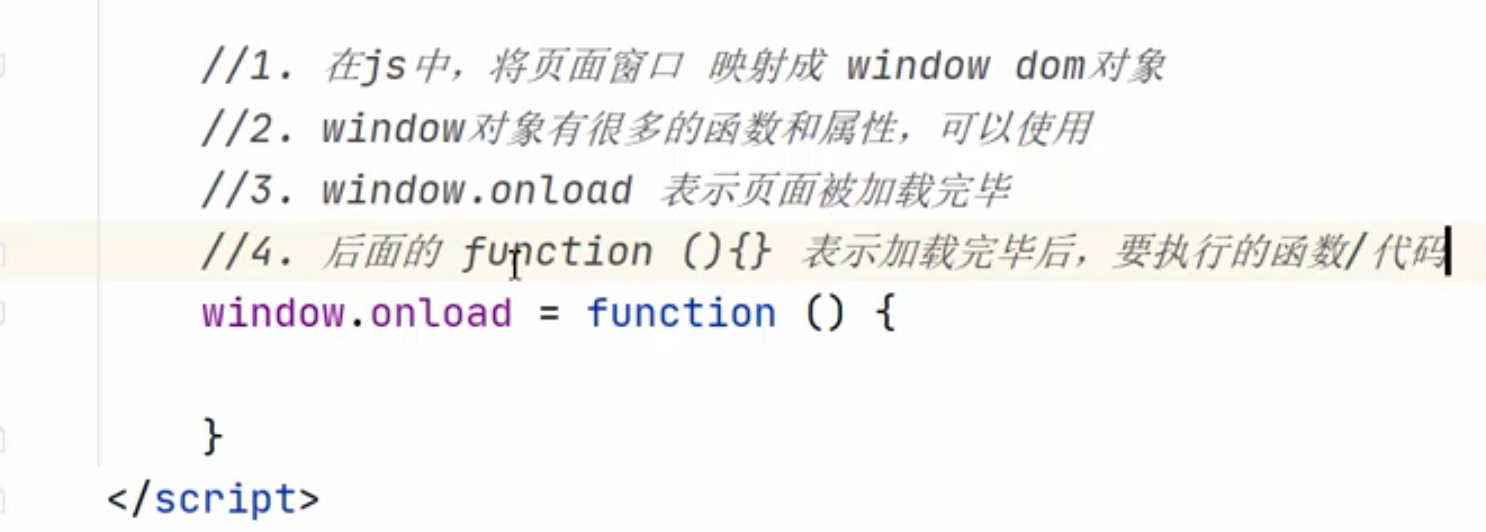 //1. 在js中，将页面窗口 映射成 window dom对象
//2. window对象有很多的函数和属性，可以使用
//3. window.onload 表示页面被加载完毕
//4. 后面的 function (){} 表示加载完毕后，要执行的函数/代码
window.onload = function () {
}
</script>